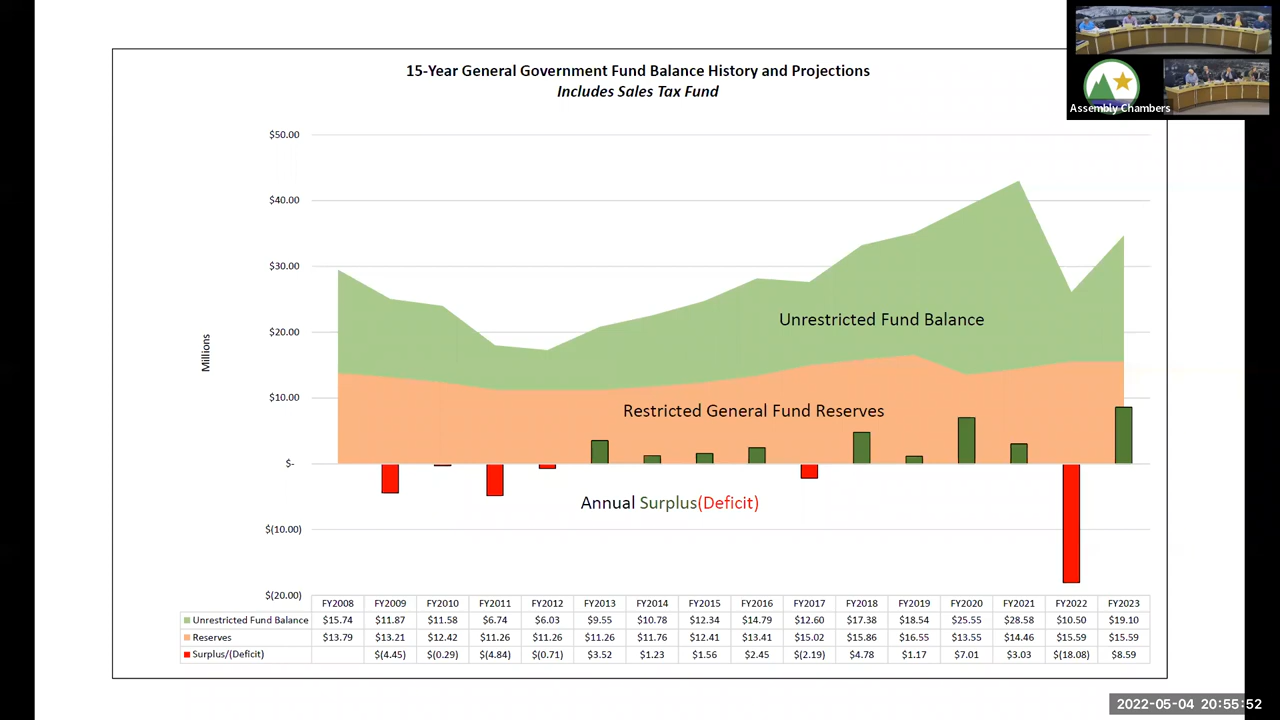 15-Year General Government Fund Balance History and Projections
Includes Sales Tax Fund
Assembly Chambers
$50.00
$40.00
$30.00
$20.00
$10.00
$-
$(10.00)
$(20.00)
Millions
Unrestricted Fund Balance
Restricted General Fund Reserves
Annual Surplus(Deficit)
FY2008 FY2009 FY2010 FY2011 FY2012 FY2013 FY2014 FY2015 FY2016 FY2017 FY2018 FY2019 FY2020 FY2021 FY2022 FY2023
Unrestricted Fund Balance $15.74 $11.87 $11.58 $6.74 $6.03 $9.55 $10.78 $12.34 $14.79 $12.60 $17.38 $18.54 $25.55 $28.58 $10.50 $19.10
Reserves $13.79 $13.21 $12.42 $11.26 $11.26 $11.26 $11.76 $12.41 $13.41 $15.02 $15.86 $16.55 $13.55 $14.46 $15.59 $15.59
Surplus/(Deficit) $(4.45) $(0.29) $(4.84) $(0.71) $3.52 $1.23 $1.56 $2.45 $(2.19) $4.78 $1.17 $7.01 $3.03 $(18.08) $8.59
2022-05-04 20:55:52